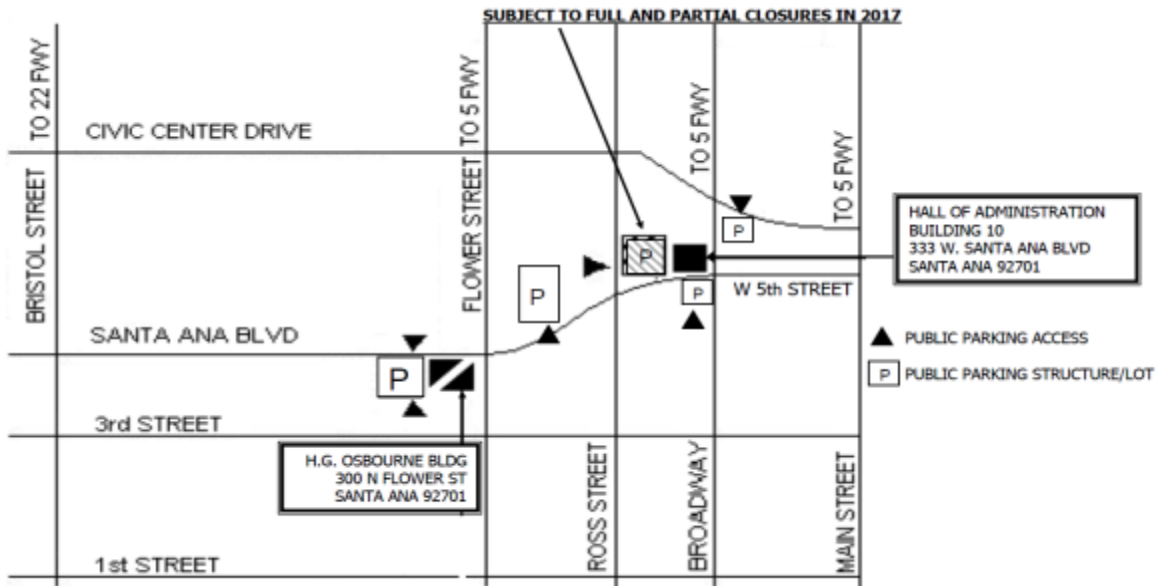 SUBJECT TO FULL AND PARTIAL CLOSURES IN 2017
TO 22 FWY
CIVIC CENTER DRIVE
TO 5 FWY
TO 5 FWY
TO 5 FWY
BRISTOL STREET
FLOWER STREET
P
P
P
P
P
HALL OF ADMINISTRATION
BUILDING 10
333 W. SANTA ANA BLVD
SANTA ANA 92701
W 5th STREET
SANTA ANA BLVD
PUBLIC PARKING ACCESS
P PUBLIC PARKING STRUCTURE/LOT
3rd STREET
H.G. OSBOURNE BLDG
300 N FLOWER ST
SANTA ANA 92701
ROSS STREET
BROADWAY
MAIN STREET
1st STREET